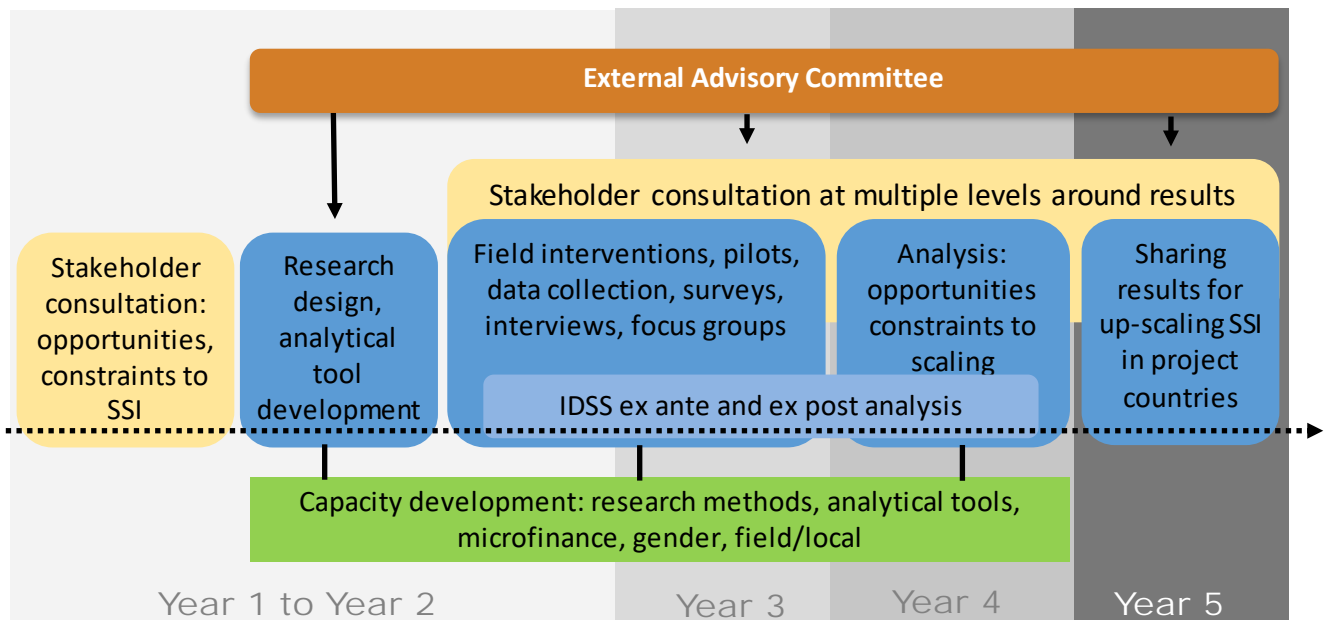 External Advisory Committee
Stakeholder consultation at multiple levels around results
Stakeholder
consultation:
opportunities,
constraints to
SSI
Research
design,
analytical
tool
development
Field interventions, pilots,
data collection, surveys,
interviews, focus groups
Analysis:
opportunities
constraints to
scaling
Sharing
results for
up-scaling SSI
in project
countries
IDSS ex ante and ex post analysis
Capacity development: research methods, analytical tools,
microfinance, gender, field/local
Year 1 to Year 2
Year 3
Year 4
Year 5